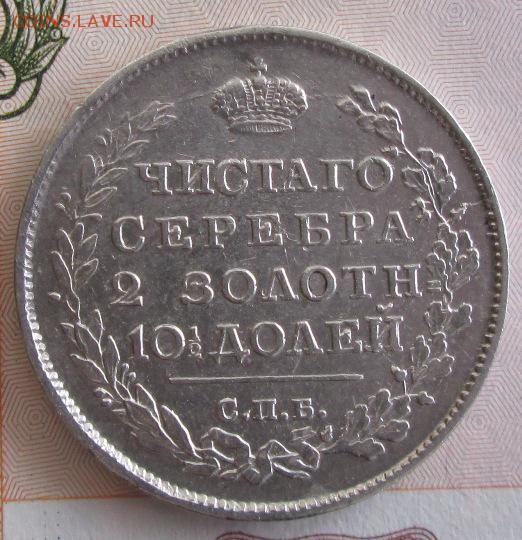 COINS.LAVE.RU
ЧИСТАГО
СЕРЕБРА
2 ЗОЛОТН
10½ ДОЛЕЙ
С.П.Б.